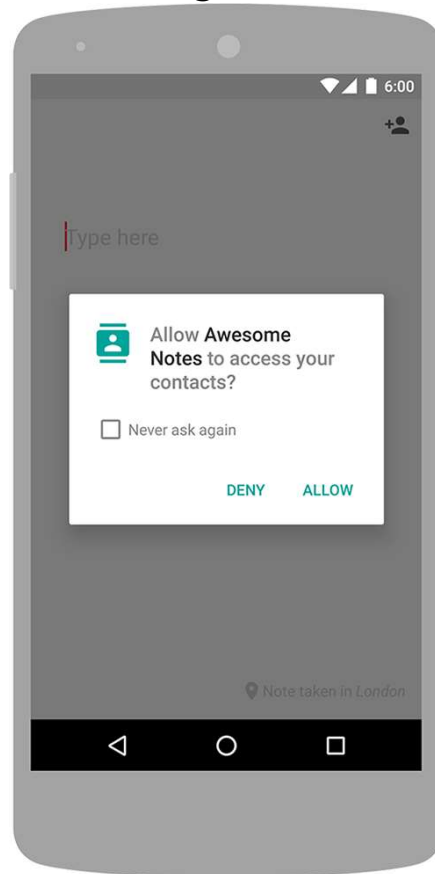 6:00
Type here
Allow Awesome
Notes to access your
contacts?
Never ask again
DENY ALLOW
Note taken in London